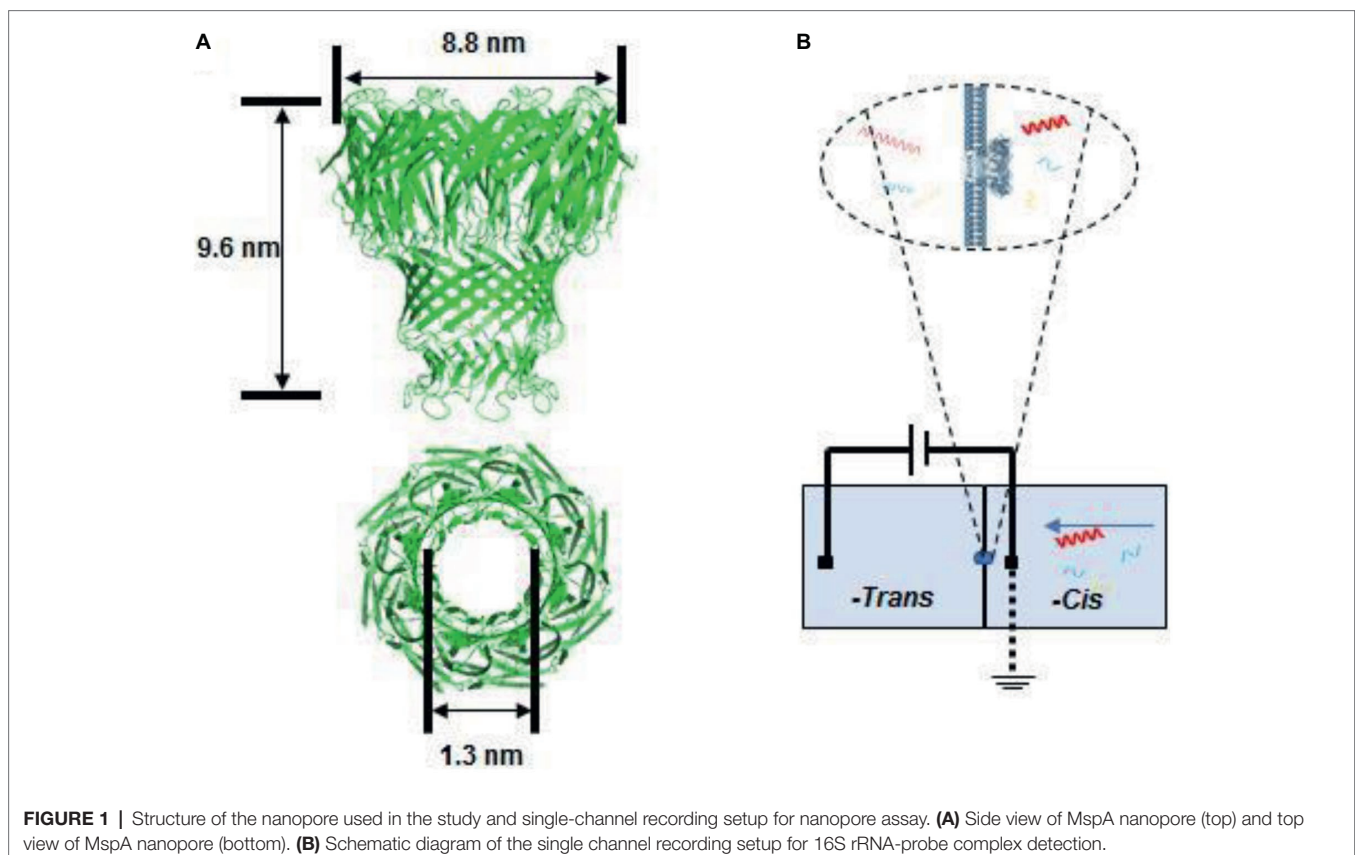 A
8.8 nm
9.6 nm
1.3 nm
B
-Trans
-Cis
FIGURE 1 | Structure of the nanopore used in the study and single-channel recording setup for nanopore assay. (A) Side view of MspA nanopore (top) and top
view of MspA nanopore (bottom). (B) Schematic diagram of the single channel recording setup for 16S rRNA-probe complex detection.